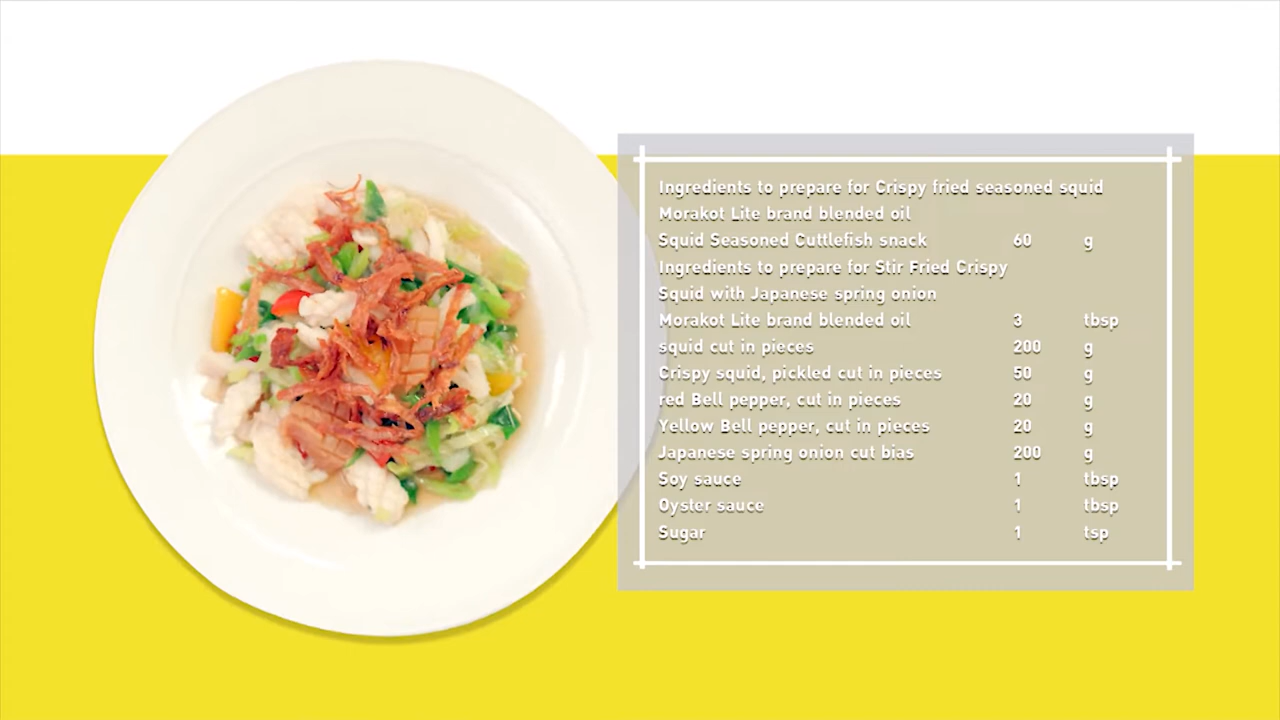 Ingredients to prepare for Crispy fried seasoned squid
Morakot Lite brand blended oil
Squid Seasoned Cuttlefish snack 60 g
Ingredients to prepare for Stir Fried Crispy
Squid with Japanese spring onion
Morakot Lite brand blended oil 3 tbsp
squid cut in pieces 200 g
Crispy squid, pickled cut in pieces 50 g
red Bell pepper, cut in pieces 20 g
Yellow Bell pepper, cut in pieces 20 g
Japanese spring onion cut bias 200 g
Soy sauce 1 tbsp
Oyster sauce 1 tbsp
Sugar 1 tsp